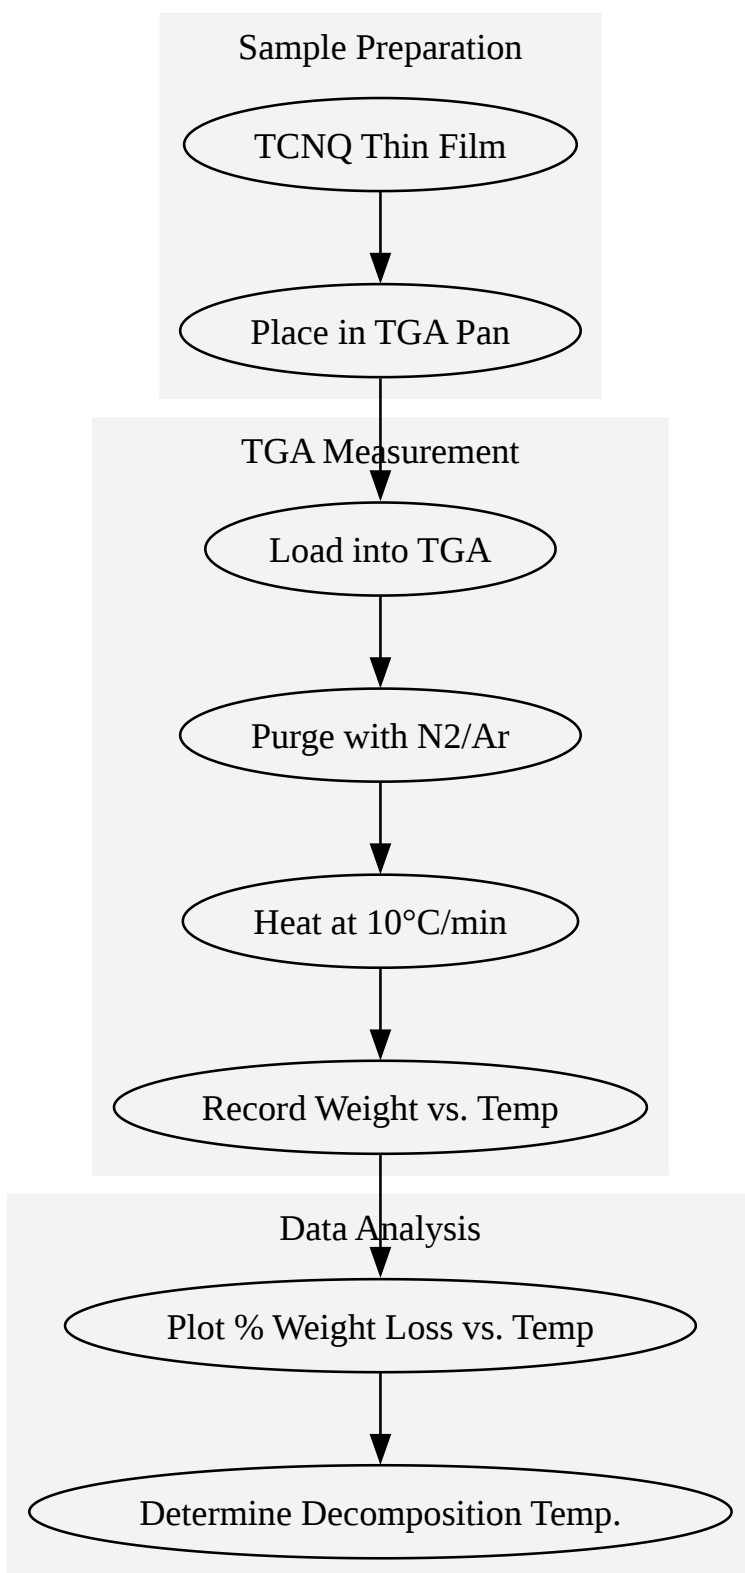 Sample Preparation
TCNQ Thin Film
Place in TGA Pan
TGA Measurement
Load into TGA
Purge with N2/Ar
Heat at 10°C/min
Record Weight vs. Temp
Data Analysis
Plot % Weight Loss vs. Temp
Determine Decomposition Temp.